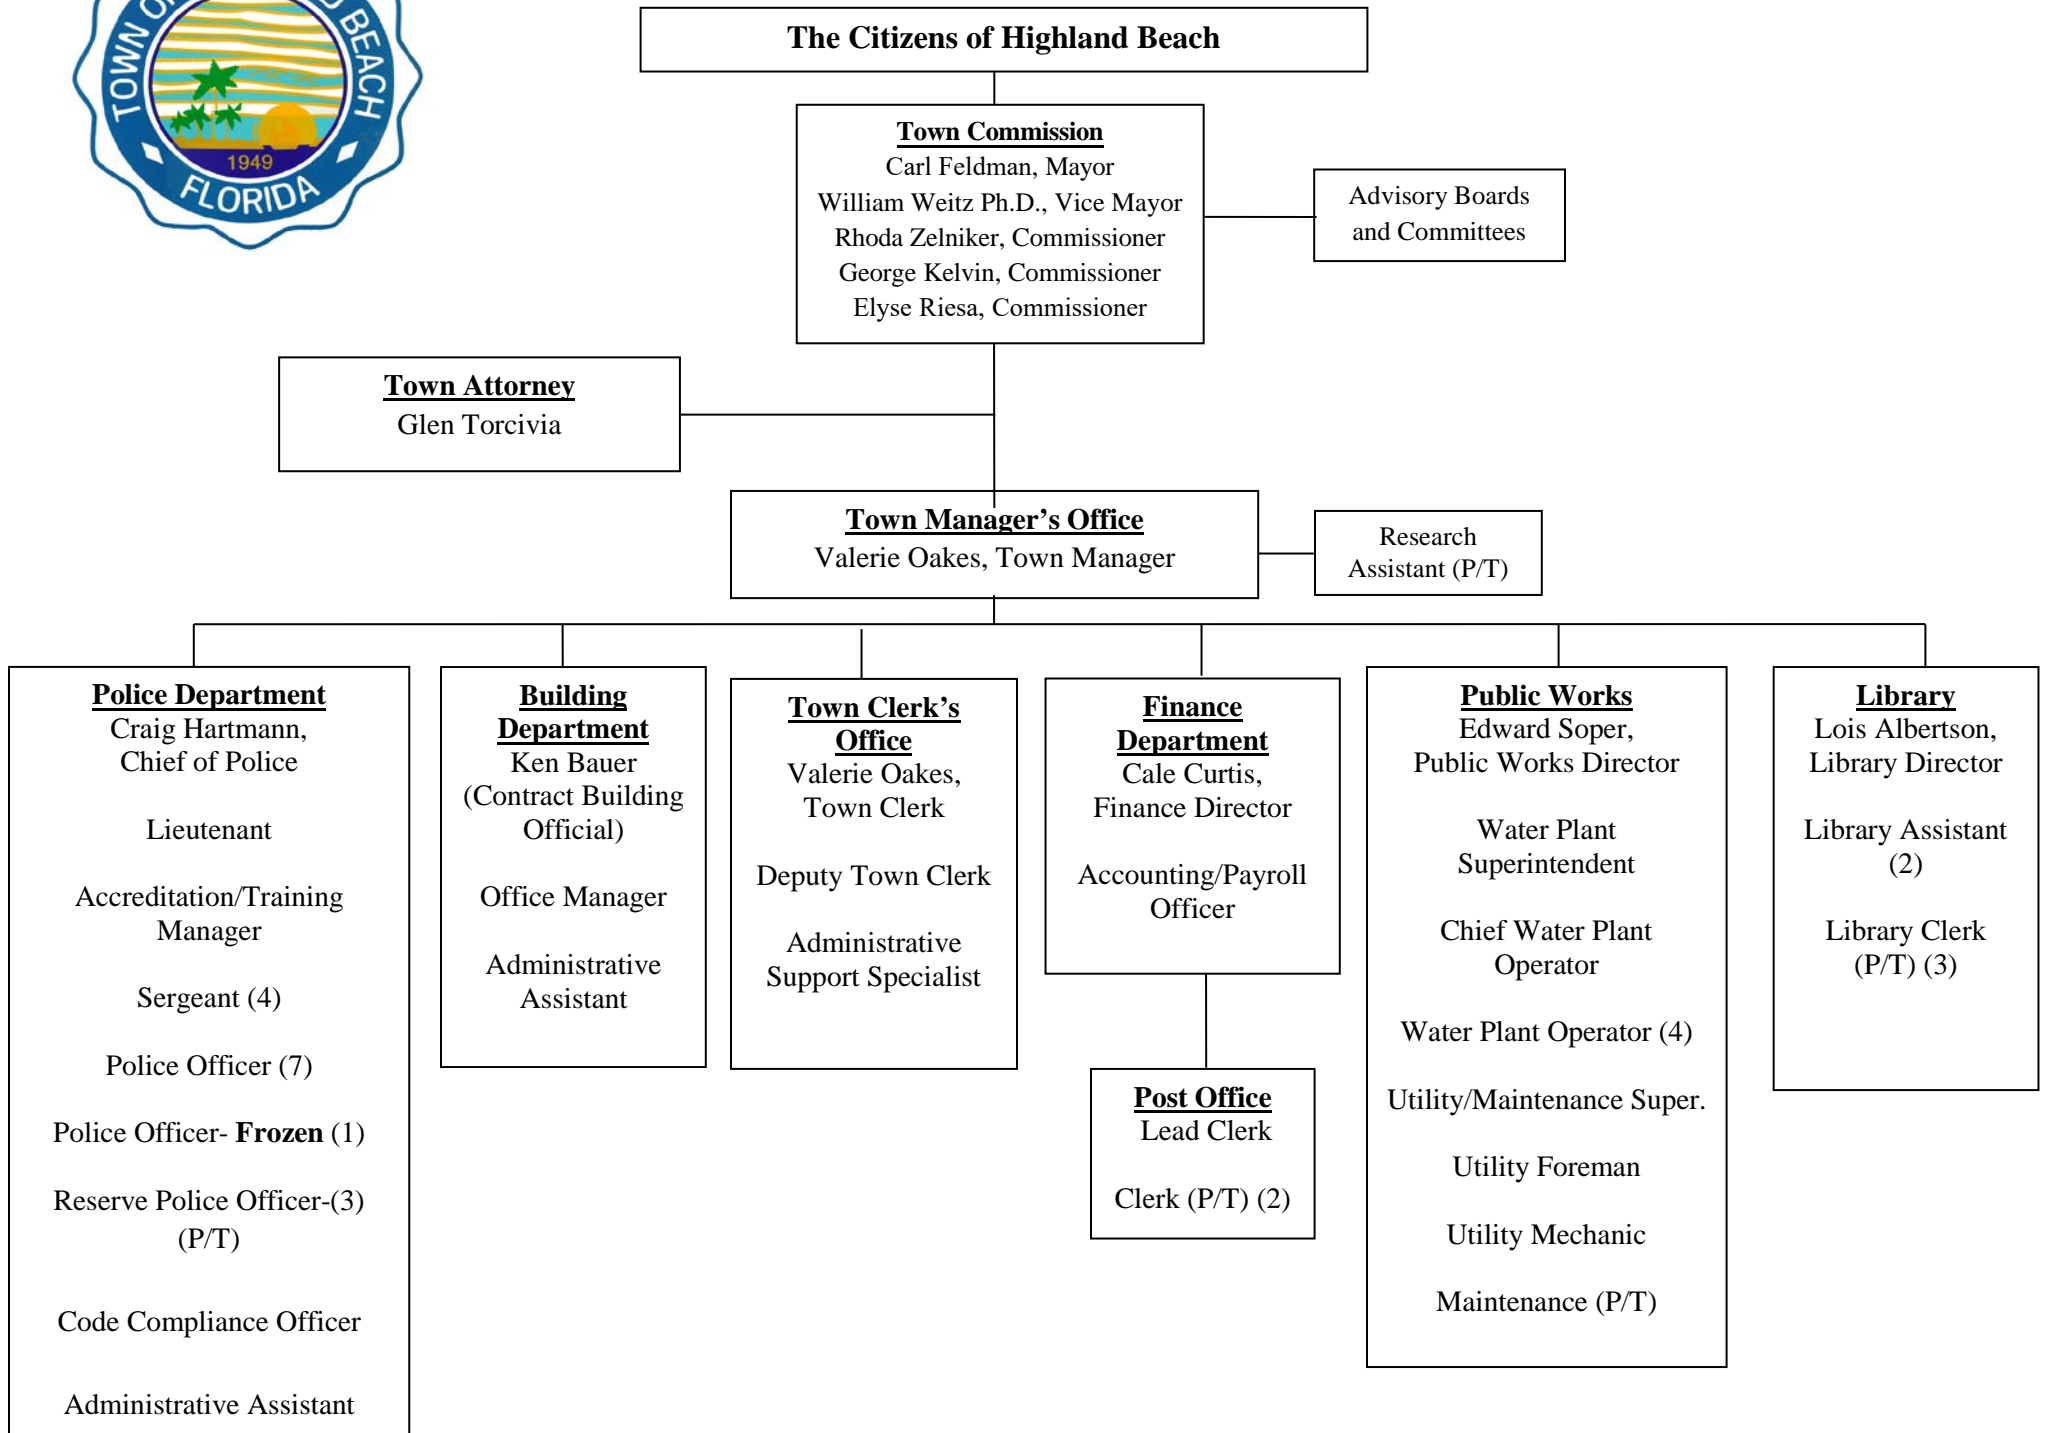 TOWN O
D BEACH
1949
FLORIDA
The Citizens of Highland Beach
Town Commission
Carl Feldman, Mayor
William Weitz Ph.D., Vice Mayor
Rhoda Zelniker, Commissioner
George Kelvin, Commissioner
Elyse Riesa, Commissioner
Advisory Boards
and Committees
Town Attorney
Glen Torcivia
Town Manager’s Office
Valerie Oakes, Town Manager
Research
Assistant (P/T)
Police Department
Craig Hartmann,
Chief of Police
Lieutenant
Accreditation/Training
Manager
Sergeant (4)
Police Officer (7)
Police Officer- Frozen (1)
Reserve Police Officer-(3)
(P/T)
Code Compliance Officer
Administrative Assistant
Building
Department
Ken Bauer
(Contract Building
Official)
Office Manager
Administrative
Assistant
Town Clerk’s
Office
Valerie Oakes,
Town Clerk
Deputy Town Clerk
Administrative
Support Specialist
Finance
Department
Cale Curtis,
Finance Director
Accounting/Payroll
Officer
Post Office
Lead Clerk
Clerk (P/T) (2)
Public Works
Edward Soper,
Public Works Director
Water Plant
Superintendent
Chief Water Plant
Operator
Water Plant Operator (4)
Utility/Maintenance Super.
Utility Foreman
Utility Mechanic
Maintenance (P/T)
Library
Lois Albertson,
Library Director
Library Assistant
(2)
Library Clerk
(P/T) (3)